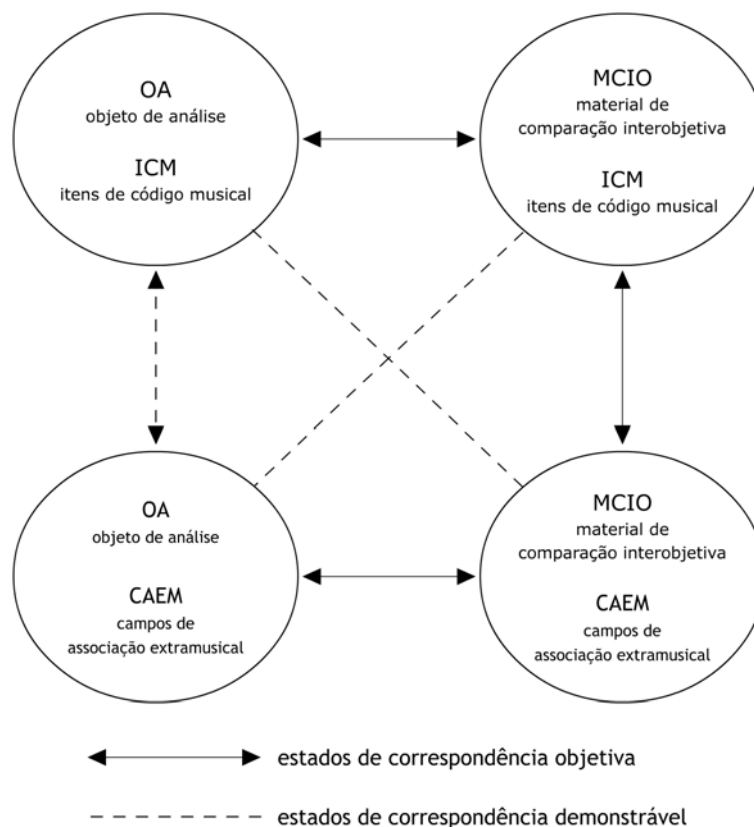 OA
objeto de análise
ICM
itens de código musical
MCIO
material de
comparação interobjetiva
ICM
itens de código musical
OA
objeto de análise
CAEM
campos de
associação extramusical
MCIO
material de
comparação interobjetiva
CAEM
campos de
associação extramusical
estados de correspondência objetiva
estados de correspondência demonstrável